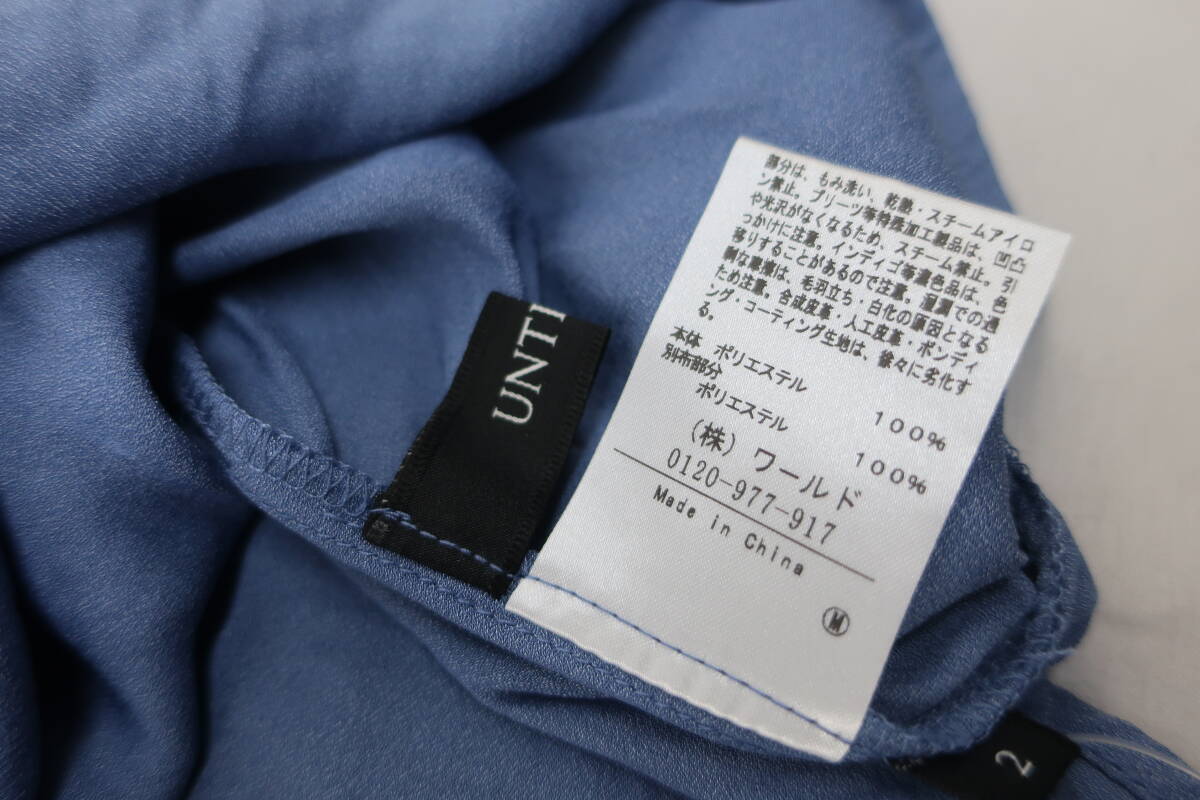 部分は、もみ洗い、乾熱・スチームアイロ
ン禁止。プリーツ等特殊加工製品は、凹凸
や光沢がなくなるため、スチーム禁止。引
っかけに注意。インディゴ等濃色品は、色
移りすることがあるので注意。湿潤での過
剰な摩擦は、毛羽立ち・白化の原因となる
ため注意。合成皮革・人工皮革・ボンディ
ング・コーティング生地は、徐々に劣化す
る。
本体 ポリエステル 100%
別布部分
ポリエステル 100%
(株)ワールド
0120-977-917
Made in China
M
UNTI
2